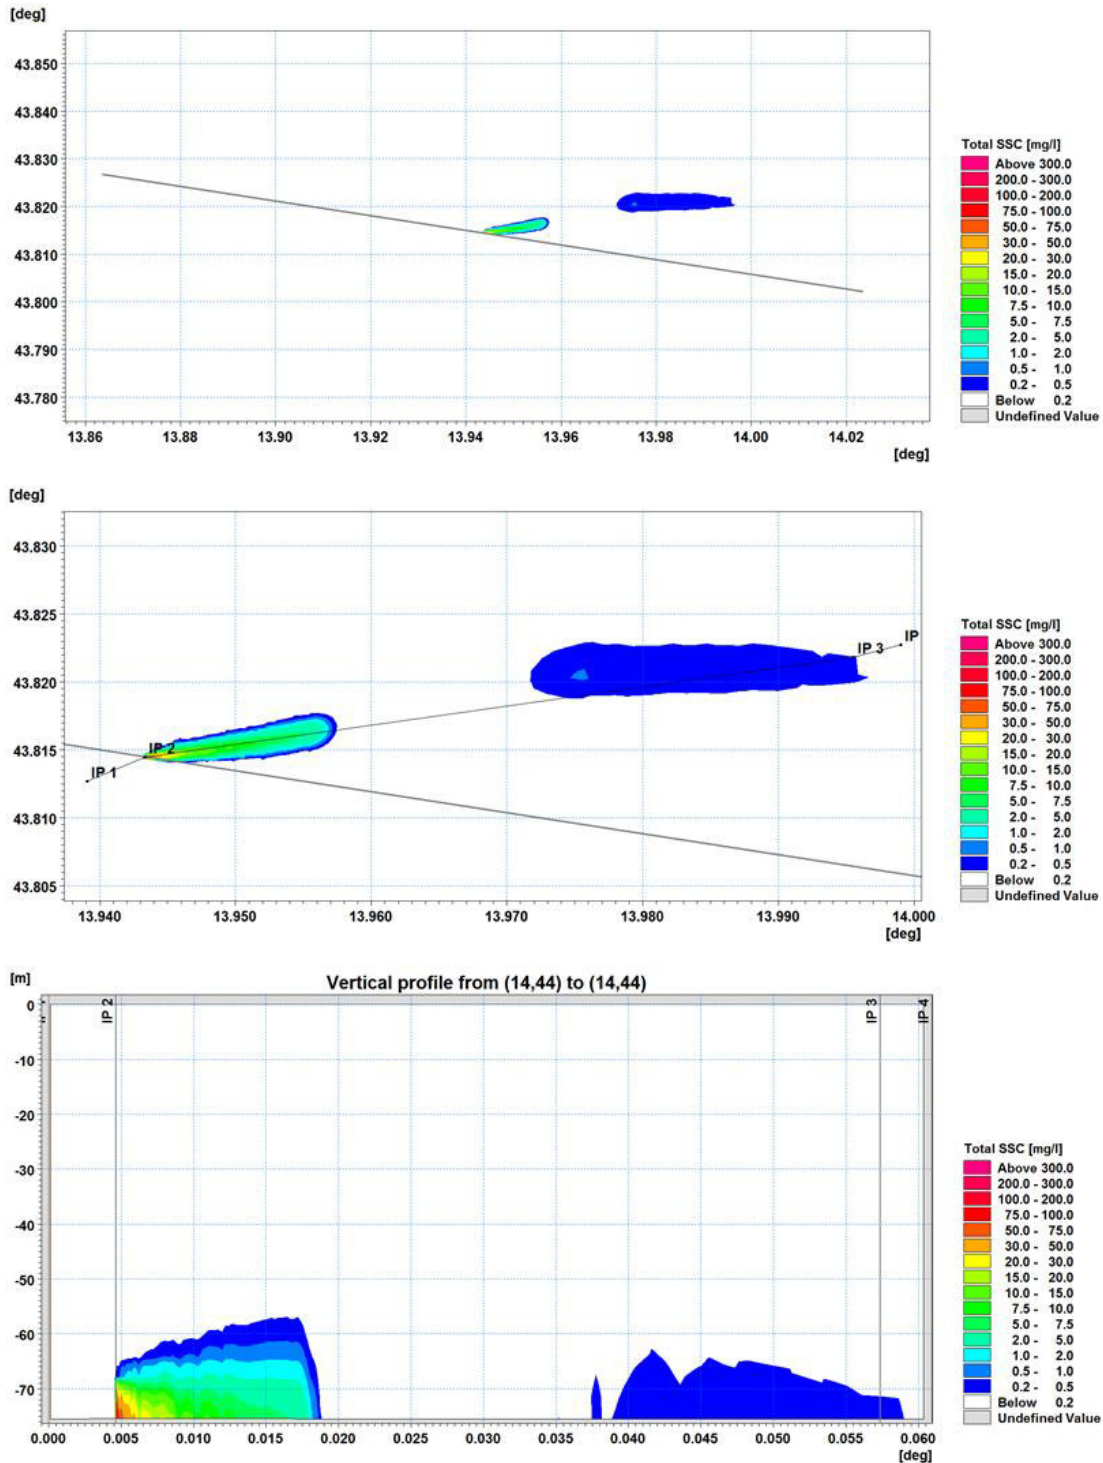 [deg]
43.850
43.840
43.830
43.820
43.810
43.800
43.790
43.780
13.86 13.88 13.90 13.92 13.94 13.96 13.98 14.00 14.02
[deg]
Total SSC [mg/l]
Above 300.0
200.0 - 300.0
100.0 - 200.0
75.0 - 100.0
50.0 - 75.0
30.0 - 50.0
20.0 - 30.0
15.0 - 20.0
10.0 - 15.0
7.5 - 10.0
5.0 - 7.5
2.0 - 5.0
1.0 - 2.0
0.5 - 1.0
0.2 - 0.5
Below 0.2
Undefined Value
[deg]
43.830
43.825
43.820
43.815
43.810
43.805
IP 1
IP 2
IP 3
IP
13.940 13.950 13.960 13.970 13.980 13.990 14.000
[deg]
Total SSC [mg/l]
Above 300.0
200.0 - 300.0
100.0 - 200.0
75.0 - 100.0
50.0 - 75.0
30.0 - 50.0
20.0 - 30.0
15.0 - 20.0
10.0 - 15.0
7.5 - 10.0
5.0 - 7.5
2.0 - 5.0
1.0 - 2.0
0.5 - 1.0
0.2 - 0.5
Below 0.2
Undefined Value
[m]
Vertical profile from (14,44) to (14,44)
IP 2
IP 3
IP 4
0
-10
-20
-30
-40
-50
-60
-70
0.000 0.005 0.010 0.015 0.020 0.025 0.030 0.035 0.040 0.045 0.050 0.055 0.060
[deg]
Total SSC [mg/l]
Above 300.0
200.0 - 300.0
100.0 - 200.0
75.0 - 100.0
50.0 - 75.0
30.0 - 50.0
20.0 - 30.0
15.0 - 20.0
10.0 - 15.0
7.5 - 10.0
5.0 - 7.5
2.0 - 5.0
1.0 - 2.0
0.5 - 1.0
0.2 - 0.5
Below 0.2
Undefined Value